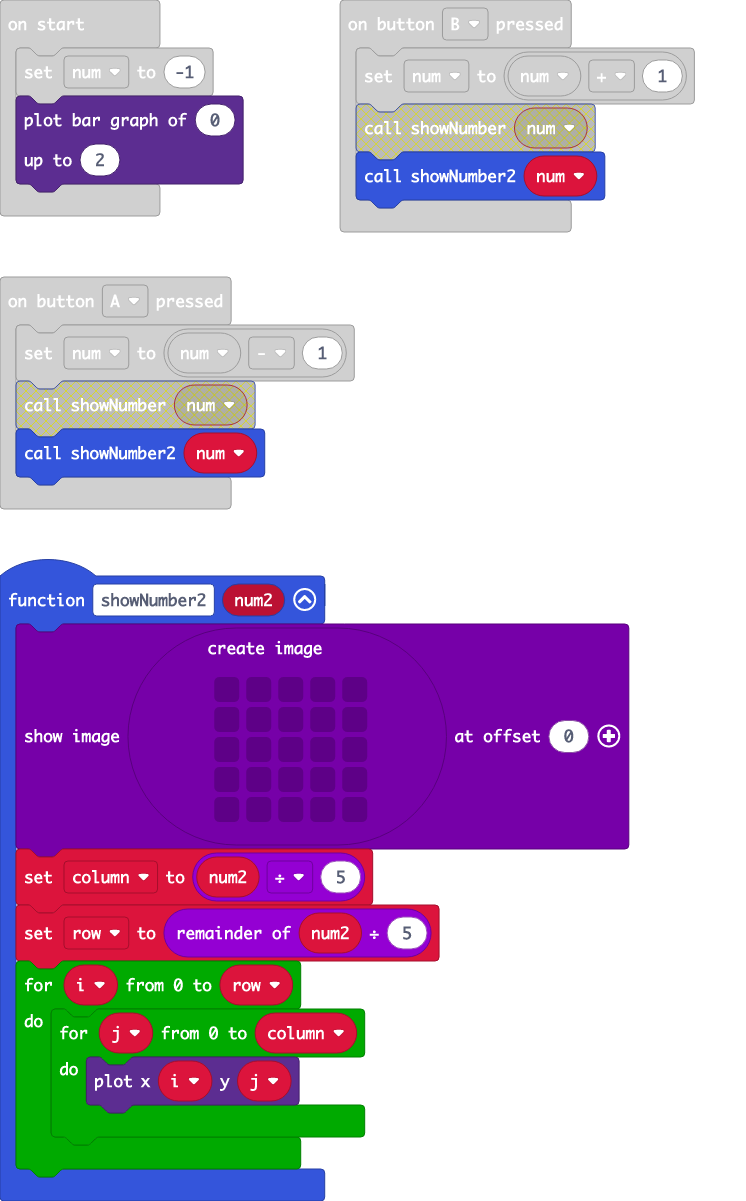 on start
set num to -1
plot bar graph of 0
up to 2
on button B pressed
set num to num + 1
call showNumber num
call showNumber2 num
on button A pressed
set num to num - 1
call showNumber num
call showNumber2 num
function showNumber2 num2
create image
show image at offset 0
set column to num2 ÷ 5
set row to remainder of num2 ÷ 5
for i from 0 to row
do
for j from 0 to column
do
plot x i y j